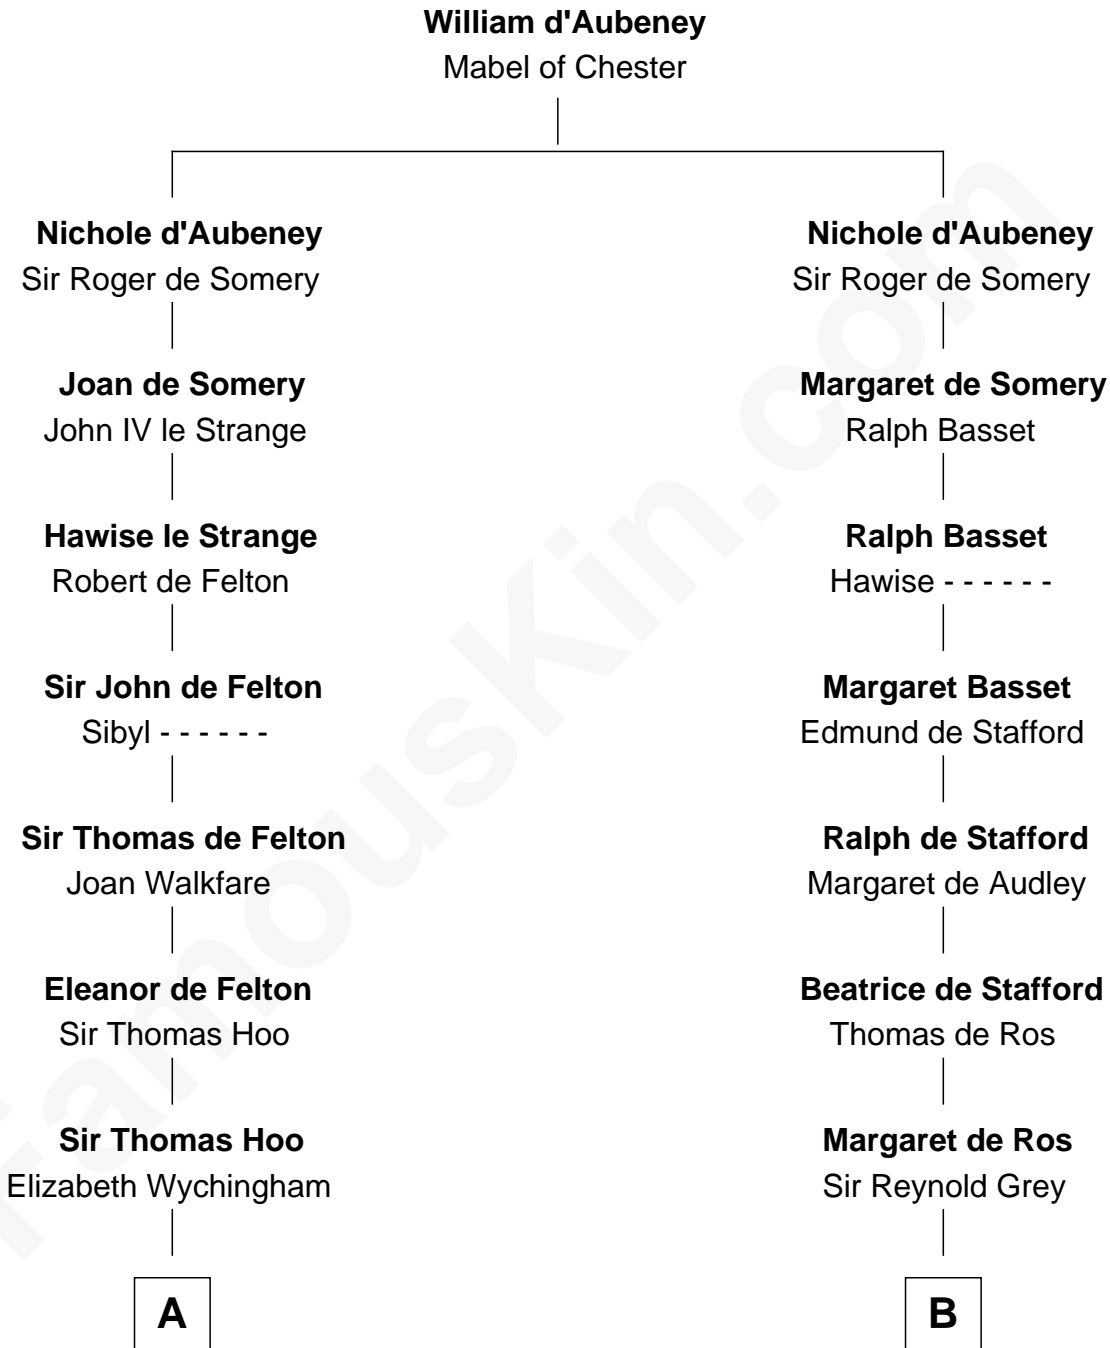 William d'Aubeney
Mabel of Chester
Nichole d'Aubeney
Sir Roger de Somery
Nichole d'Aubeney
Sir Roger de Somery
Joan de Somery
John IV le Strange
Margaret de Somery
Ralph Basset
Hawise le Strange
Robert de Felton
Ralph Basset
Hawise - - - - - -
Sir John de Felton
Sibyl - - - - - -
Margaret Basset
Edmund de Stafford
Sir Thomas de Felton
Joan Walkfare
Ralph de Stafford
Margaret de Audley
Eleanor de Felton
Sir Thomas Hoo
Beatrice de Stafford
Thomas de Ros
Sir Thomas Hoo
Elizabeth Wychingham
Margaret de Ros
Sir Reynold Grey
A
B
FamousKin.com